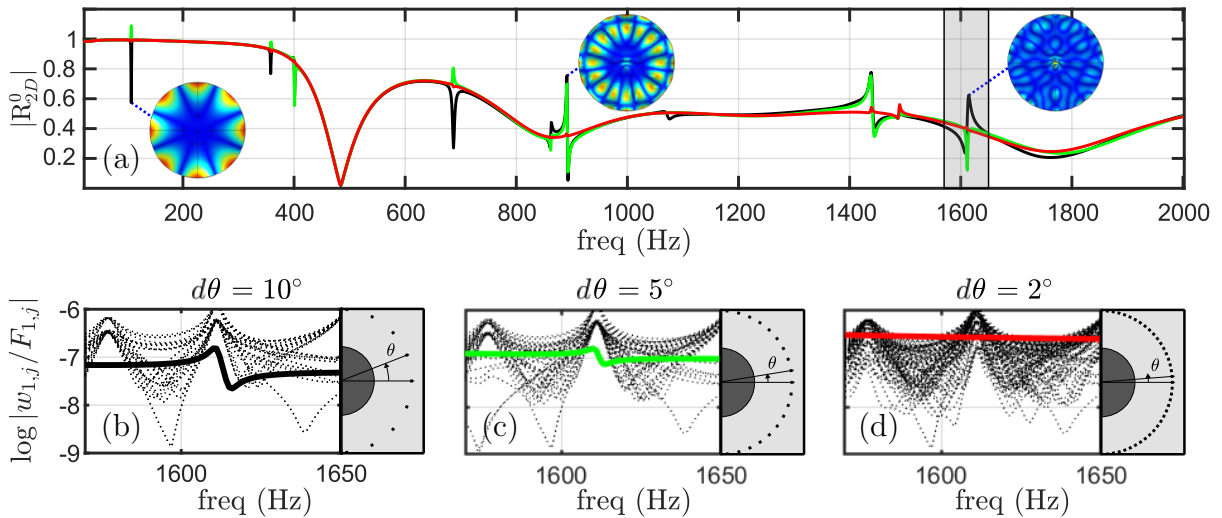 1
0.8
0.6
0.4
0.2
|R⁰₂D|
(a)
200 400 600 800 1000 1200 1400 1600 1800 2000
freq (Hz)
dθ = 10° dθ = 5° dθ = 2°
log |w₁,ⱼ/F₁,ⱼ|
-6
-7
-8
-9
θ θ θ
(b) (c) (d)
1600 1650 1600 1650 1600 1650
freq (Hz) freq (Hz) freq (Hz)